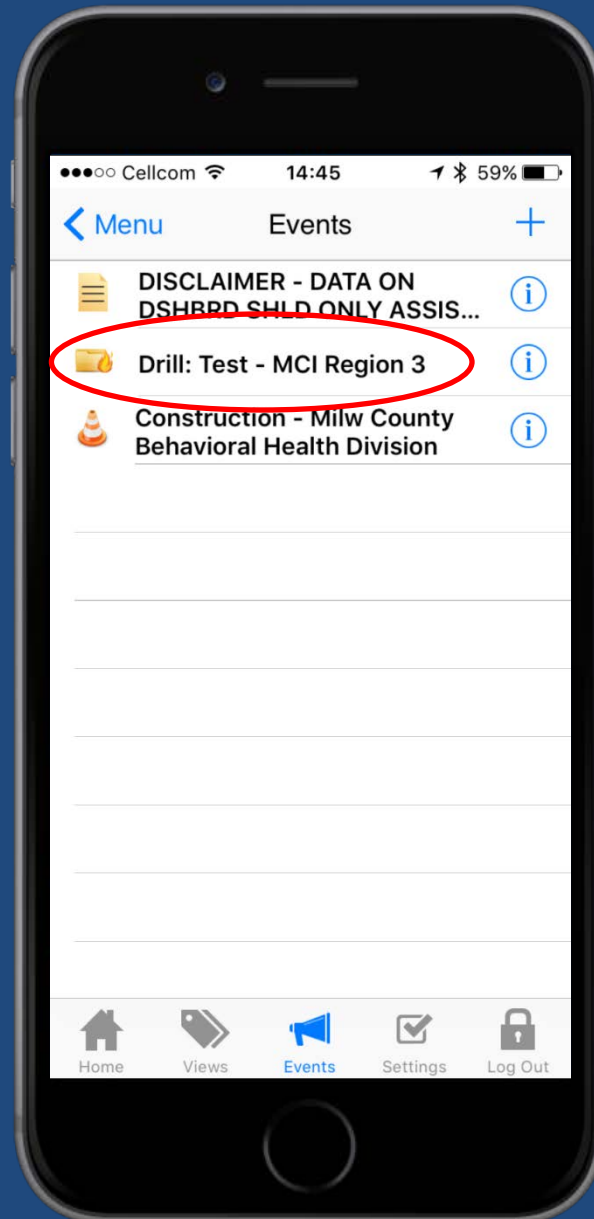 Cellcom 14:45 59%
Menu Events +
DISCLAIMER - DATA ON
DSHBRD SHLD ONLY ASSIS...
Drill: Test - MCI Region 3
Construction - Milw County
Behavioral Health Division
Home Views Events Settings Log Out